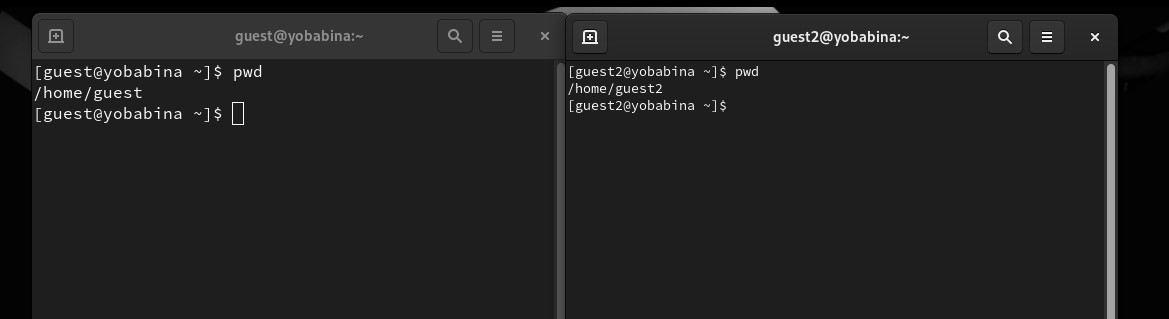 guest@yobabina:~
[guest@yobabina ~]$ pwd
/home/guest
[guest@yobabina ~]$
guest2@yobabina:~
[guest2@yobabina ~]$ pwd
/home/guest2
[guest2@yobabina ~]$